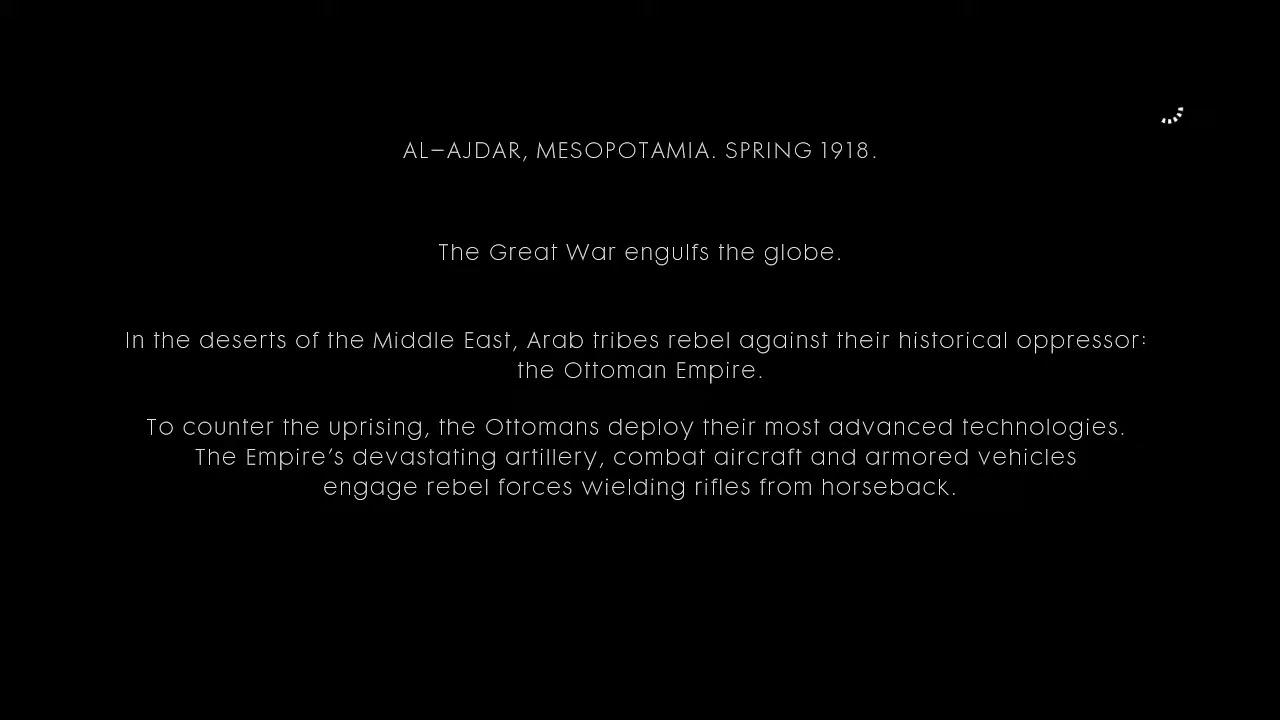 AL–AJDAR, MESOPOTAMIA. SPRING 1918.
The Great War engulfs the globe.
In the deserts of the Middle East, Arab tribes rebel against their historical oppressor:
the Ottoman Empire.
To counter the uprising, the Ottomans deploy their most advanced technologies.
The Empire’s devastating artillery, combat aircraft and armored vehicles
engage rebel forces wielding rifles from horseback.